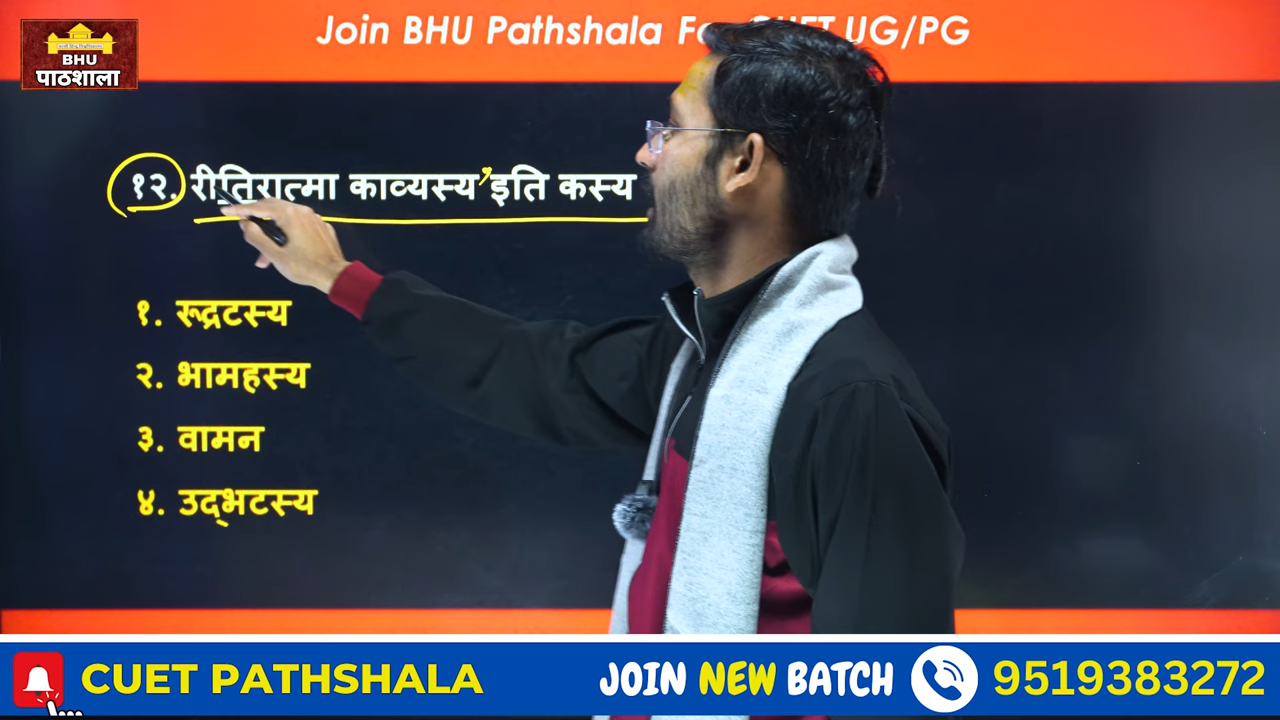 Join BHU Pathshala For CUET UG/PG
BHU
पाठशाला
१२. रीतिरात्मा काव्यस्य’ इति कस्य
१. रूद्रटस्य
२. भामहस्य
३. वामन
४. उद्भटस्य
CUET PATHSHALA
JOIN NEW BATCH
9519383272